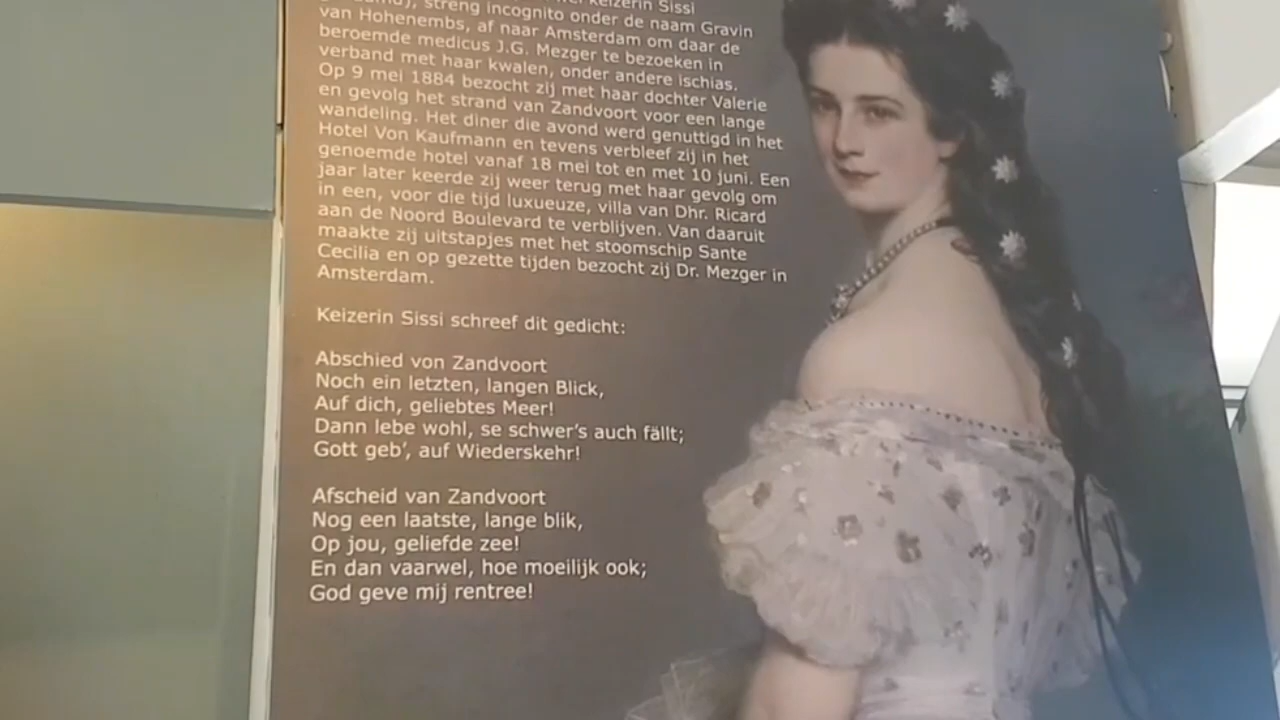 keizerin Sissi
streng incognito onder de naam Gravin
van Hohenembs, af naar Amsterdam om daar de
beroemde medicus J.G. Mezger te bezoeken in
verband met haar kwalen, onder andere ischias.
Op 9 mei 1884 bezocht zij met haar dochter Valerie
en gevolg het strand van Zandvoort voor een lange
wandeling. Het diner die avond werd genuttigd in het
Hotel Von Kaufmann en tevens verbleef zij in het
genoemde hotel vanaf 18 mei tot en met 10 juni. Een
jaar later keerde zij weer terug met haar gevolg om
in een, voor die tijd luxueuze, villa van Dhr. Ricard
aan de Noord Boulevard te verblijven. Van daaruit
maakte zij uitstapjes met het stoomschip Sante
Cecilia en op gezette tijden bezocht zij Dr. Mezger in
Amsterdam.
Keizerin Sissi schreef dit gedicht:
Abschied von Zandvoort
Noch ein letzten, langen Blick,
Auf dich, geliebtes Meer!
Dann lebe wohl, se schwer's auch fällt;
Gott geb', auf Wiederskehr!
Afscheid van Zandvoort
Nog een laatste, lange blik,
Op jou, geliefde zee!
En dan vaarwel, hoe moeilijk ook;
God geve mij rentree!